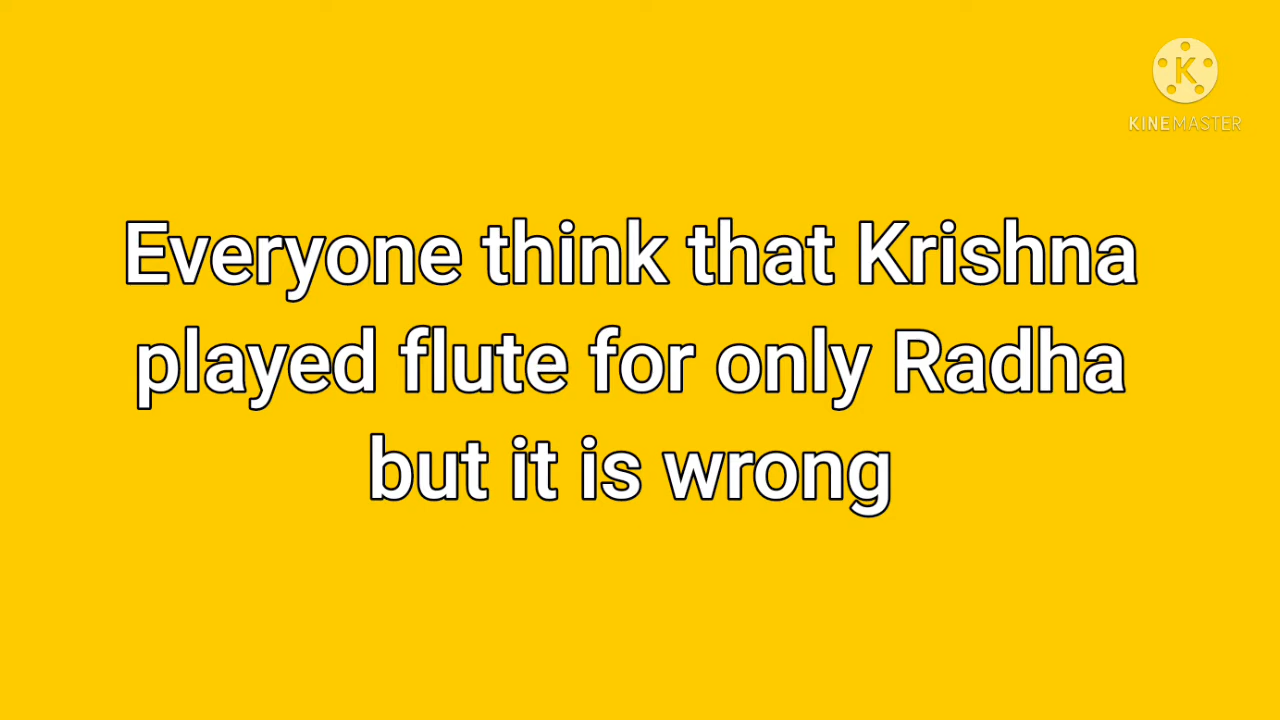 KINEMASTER
Everyone think that Krishna
played flute for only Radha
but it is wrong